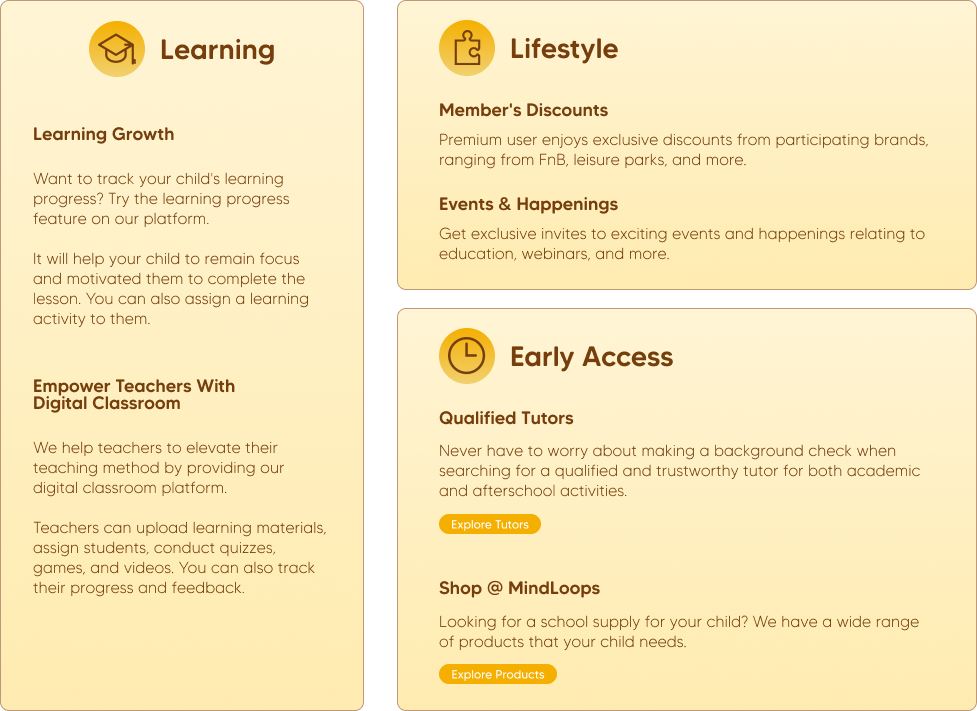 Learning
Learning Growth
Want to track your child's learning
progress? Try the learning progress
feature on our platform.
It will help your child to remain focus
and motivated them to complete the
lesson. You can also assign a learning
activity to them.
Empower Teachers With
Digital Classroom
We help teachers to elevate their
teaching method by providing our
digital classroom platform.
Teachers can upload learning materials,
assign students, conduct quizzes,
games, and videos. You can also track
their progress and feedback.
Lifestyle
Member's Discounts
Premium user enjoys exclusive discounts from participating brands,
ranging from FnB, leisure parks, and more.
Events & Happenings
Get exclusive invites to exciting events and happenings relating to
education, webinars, and more.
Early Access
Qualified Tutors
Never have to worry about making a background check when
searching for a qualified and trustworthy tutor for both academic
and afterschool activities.
Explore Tutors
Shop @ MindLoops
Looking for a school supply for your child? We have a wide range
of products that your child needs.
Explore Products